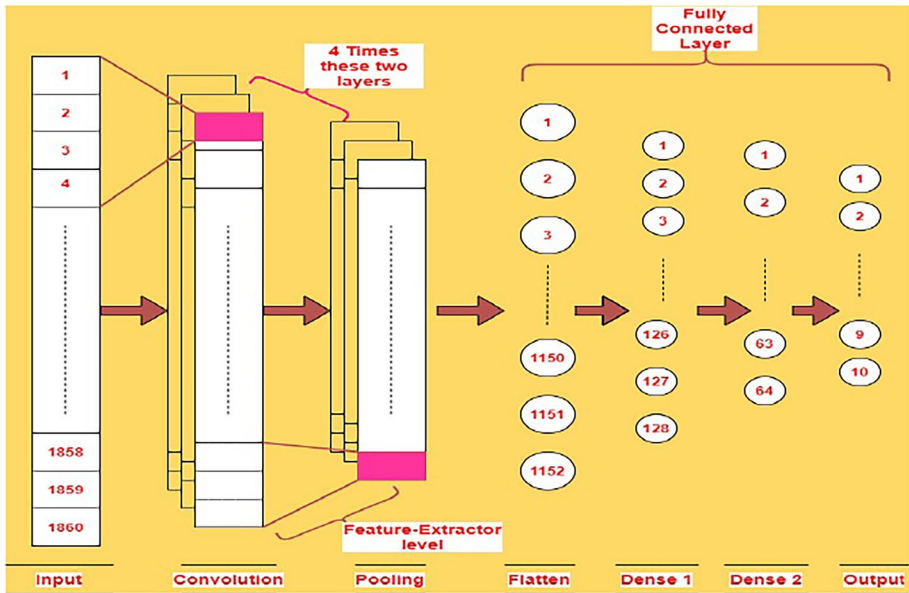 Fully
Connected
Layer
4 Times
these two
layers
1
2
3
4
1858
1859
1860
1
2
3
1150
1151
1152
1
2
3
126
127
128
1
2
63
64
1
2
9
10
Feature-Extractor
level
Input
Convolution
Pooling
Flatten
Dense 1
Dense 2
Output